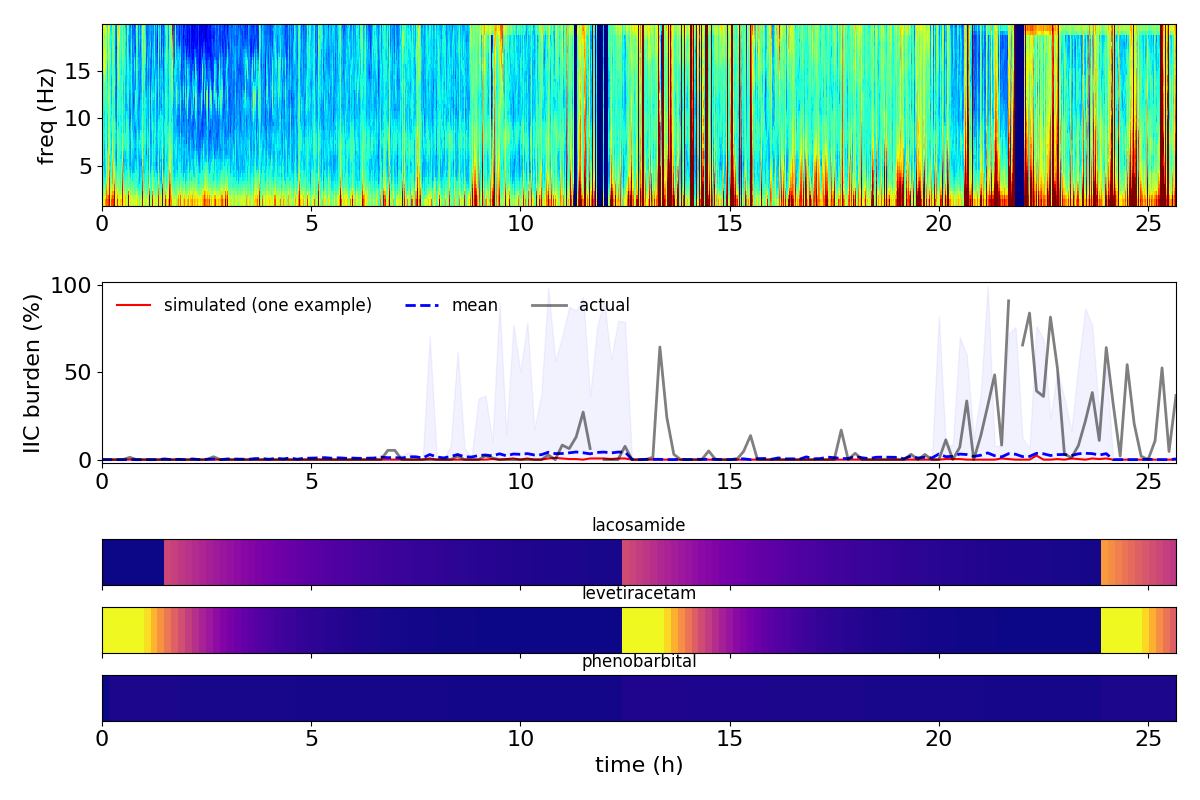 freq (Hz)
15
10
5
0 5 10 15 20 25
IIC burden (%)
100
50
0
simulated (one example) mean actual
0 5 10 15 20 25
lacosamide
levetiracetam
phenobarbital
0 5 10 15 20 25
time (h)